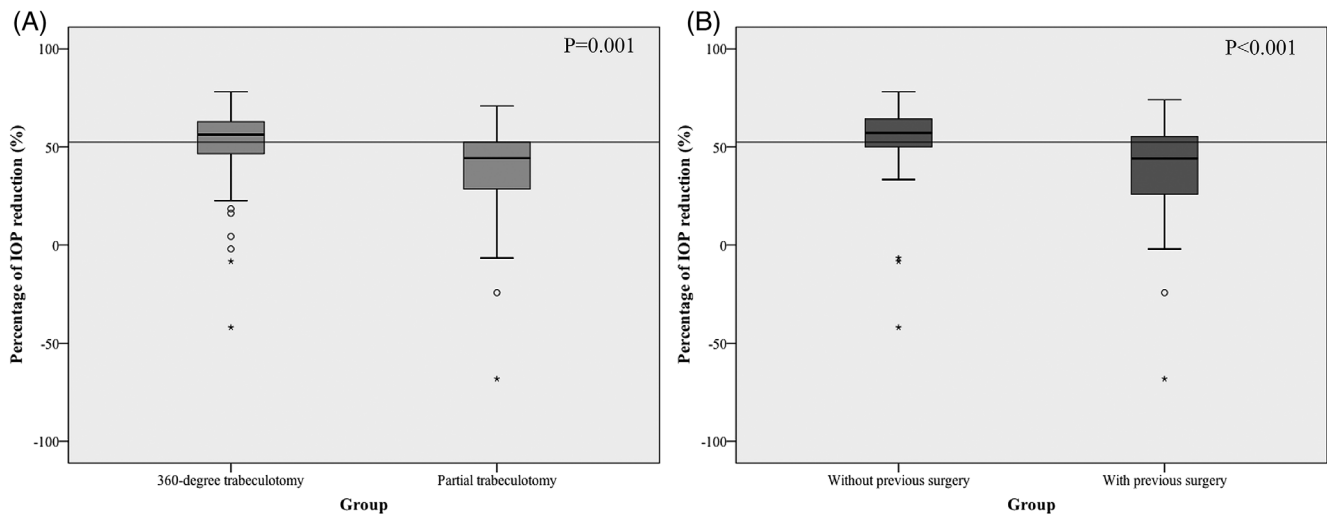 (A)
P=0.001
Percentage of IOP reduction (%)
100
50
0
-50
-100
360-degree trabeculotomy
Partial trabeculotomy
Group
(B)
P<0.001
Percentage of IOP reduction (%)
100
50
0
-50
-100
Without previous surgery
With previous surgery
Group